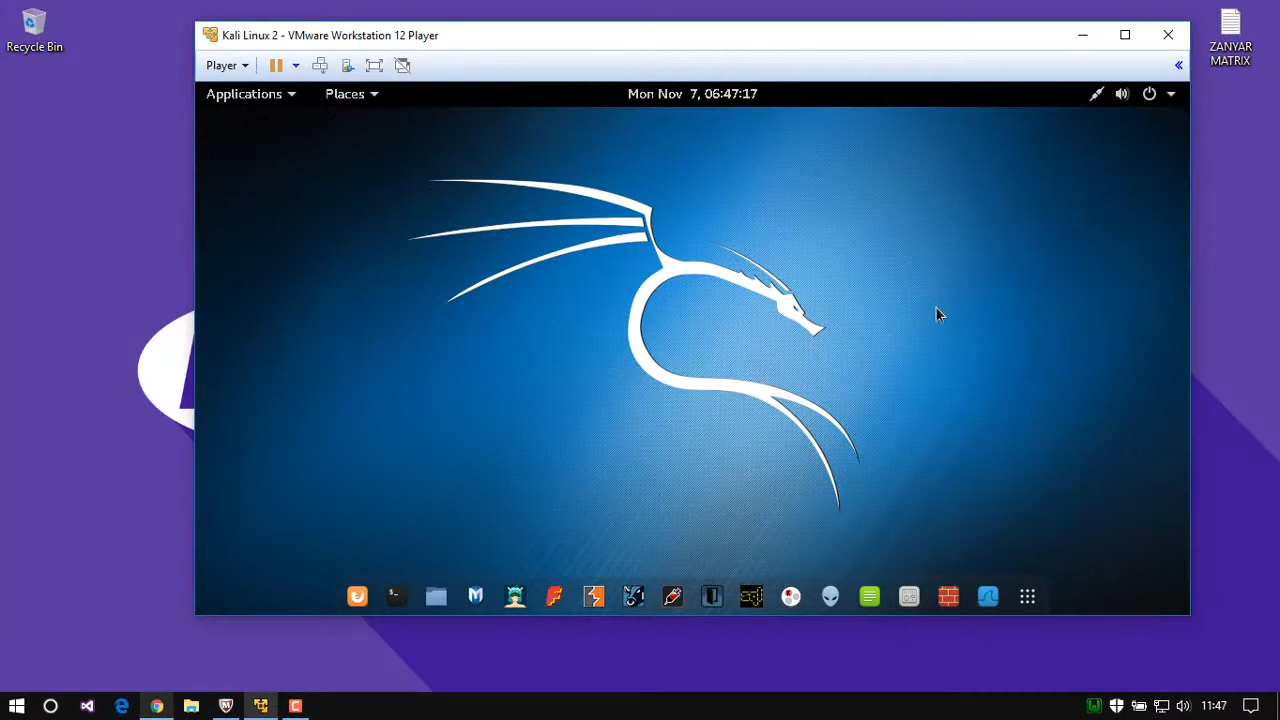 Recycle Bin
Kali Linux 2 - VMware Workstation 12 Player
ZANYAR
MATRIX
Player
Applications
Places
Mon Nov 7, 06:47:17
11:47